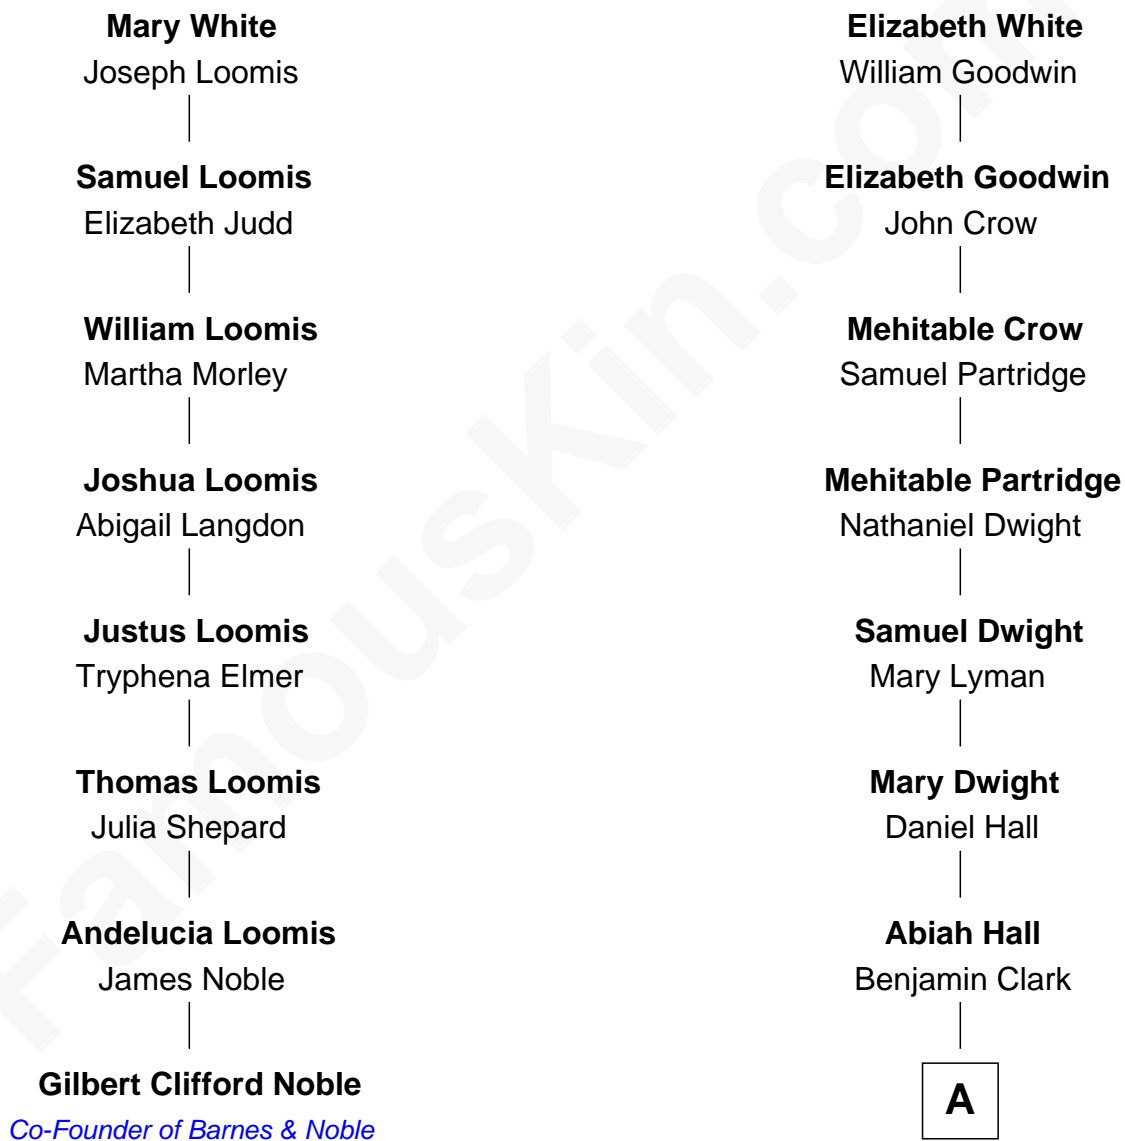 Mary White
Joseph Loomis
Samuel Loomis
Elizabeth Judd
William Loomis
Martha Morley
Joshua Loomis
Abigail Langdon
Justus Loomis
Tryphena Elmer
Thomas Loomis
Julia Shepard
Andelucia Loomis
James Noble
Gilbert Clifford Noble
Co-Founder of Barnes & Noble
Elizabeth White
William Goodwin
Elizabeth Goodwin
John Crow
Mehitable Crow
Samuel Partridge
Mehitable Partridge
Nathaniel Dwight
Samuel Dwight
Mary Lyman
Mary Dwight
Daniel Hall
Abiah Hall
Benjamin Clark
A
FamousKin.com